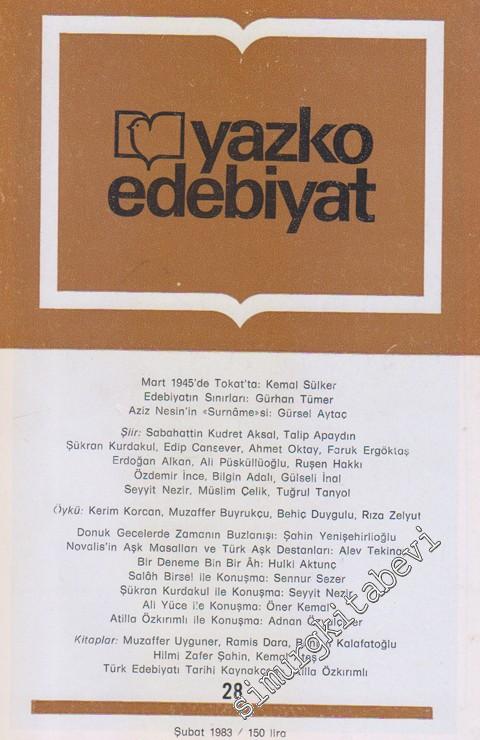 yazko
edebiyat
Mart 1945'de Tokat'ta: Kemal Sülker
Edebiyatın Sınırları: Gürhan Tümer
Aziz Nesin'in «Surnâme»si: Gürsel Aytaç
Şiir: Sabahattin Kudret Aksal, Talip Apaydın
Şükran Kurdakul, Edip Cansever, Ahmet Oktay, Faruk Ergöktaş
Erdoğan Alkan, Ali Püsküllüoğlu, Ruşen Hakkı
Özdemir İnce, Bilgin Adalı, Gülseli İnal
Seyyit Nezir, Müslim Çelik, Tuğrul Tanyol
Öykü: Kerim Korcan, Muzaffer Buyrukçu, Behiç Duygulu, Rıza Zelyut
Donuk Gecelerde Zamanın Buzlanışı: Şahin Yenişehirlioğlu
Novalis'in Aşk Masalları ve Türk Aşk Destanları: Alev Tekinay
Bir Deneme Bin Bir Âh: Hulki Aktunç
Salâh Birsel ile Konuşma: Sennur Sezer
Şükran Kurdakul ile Konuşma: Seyyit Nezir
Ali Yüce ile Konuşma: Öner Kemal
Atilla Özkırımlı ile Konuşma: Adnan
Kitaplar: Muzaffer Uyguner, Ramis Dara, Kalafatoğlu
Hilmi Zafer Şahin, Kemal Ateş
Türk Edebiyatı Tarihi Kaynakçası: Atilla Özkırımlı
28
Şubat 1983 / 150 lira
simurgkitabevi